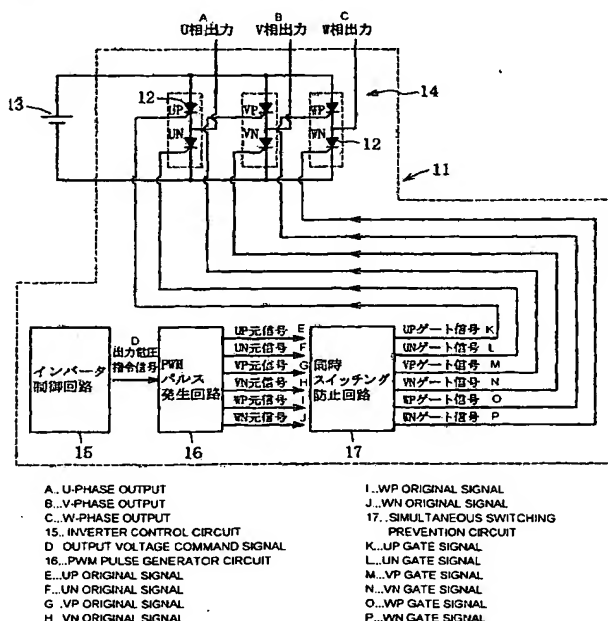 A
U相出力
B
V相出力
C
W相出力
13
12
UP
VP
WP
14
UN
VN
WN
12
11
D
出力電圧
指令信号
インバータ
制御回路
15
PWM
パルス
発生回路
16
UP元信号 E
UN元信号 F
VP元信号 G
VN元信号 H
WP元信号 I
WN元信号 J
同時
スイッチング
防止回路
17
UPゲート信号 K
UNゲート信号 L
VPゲート信号 M
VNゲート信号 N
WPゲート信号 O
WNゲート信号 P
A.. U-PHASE OUTPUT
B...V-PHASE OUTPUT
C...W-PHASE OUTPUT
15.. INVERTER CONTROL CIRCUIT
D OUTPUT VOLTAGE COMMAND SIGNAL
16...PWM PULSE GENERATOR CIRCUIT
E...UP ORIGINAL SIGNAL
F...UN ORIGINAL SIGNAL
G .VP ORIGINAL SIGNAL
H VN ORIGINAL SIGNAL
I ..WP ORIGINAL SIGNAL
J..WN ORIGINAL SIGNAL
17..SIMULTANEOUS SWITCHING
PREVENTION CIRCUIT
K...UP GATE SIGNAL
L...UN GATE SIGNAL
M...VP GATE SIGNAL
N...VN GATE SIGNAL
O...WP GATE SIGNAL
P...WN GATE SIGNAL